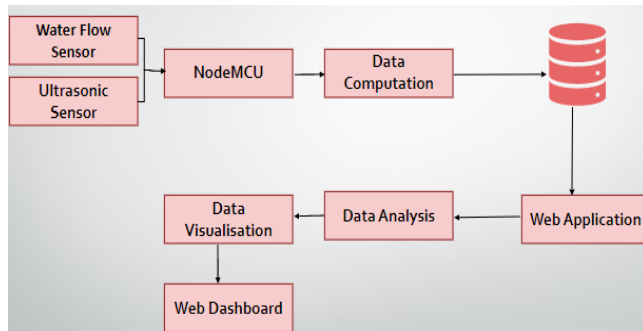 Water Flow
Sensor
Ultrasonic
Sensor
NodeMCU
Data
Computation
Web Application
Data Analysis
Data
Visualisation
Web Dashboard